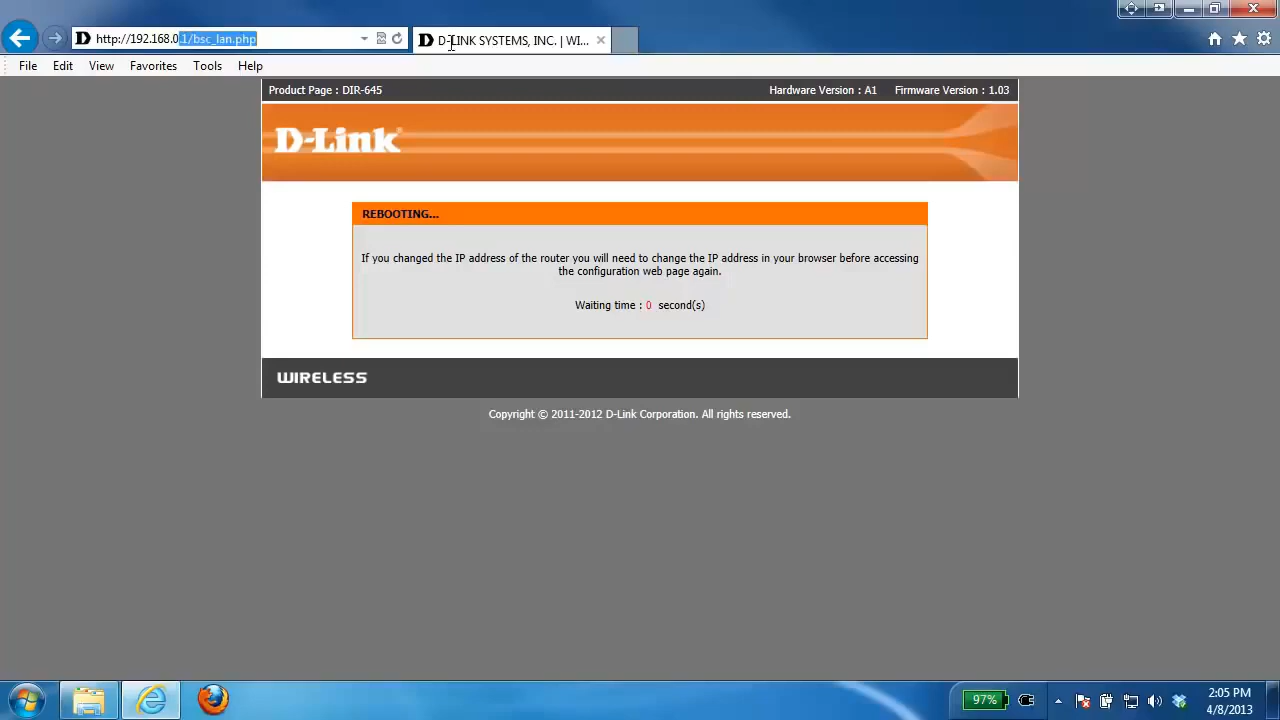 http://192.168.0.1/bsc_lan.php
D-LINK SYSTEMS, INC. | WI...
File Edit View Favorites Tools Help
Product Page : DIR-645 Hardware Version : A1 Firmware Version : 1.03
D-Link
REBOOTING...
If you changed the IP address of the router you will need to change the IP address in your browser before accessing
the configuration web page again.
Waiting time : 0 second(s)
WIRELESS
Copyright © 2011-2012 D-Link Corporation. All rights reserved.
97%
2:05 PM
4/8/2013